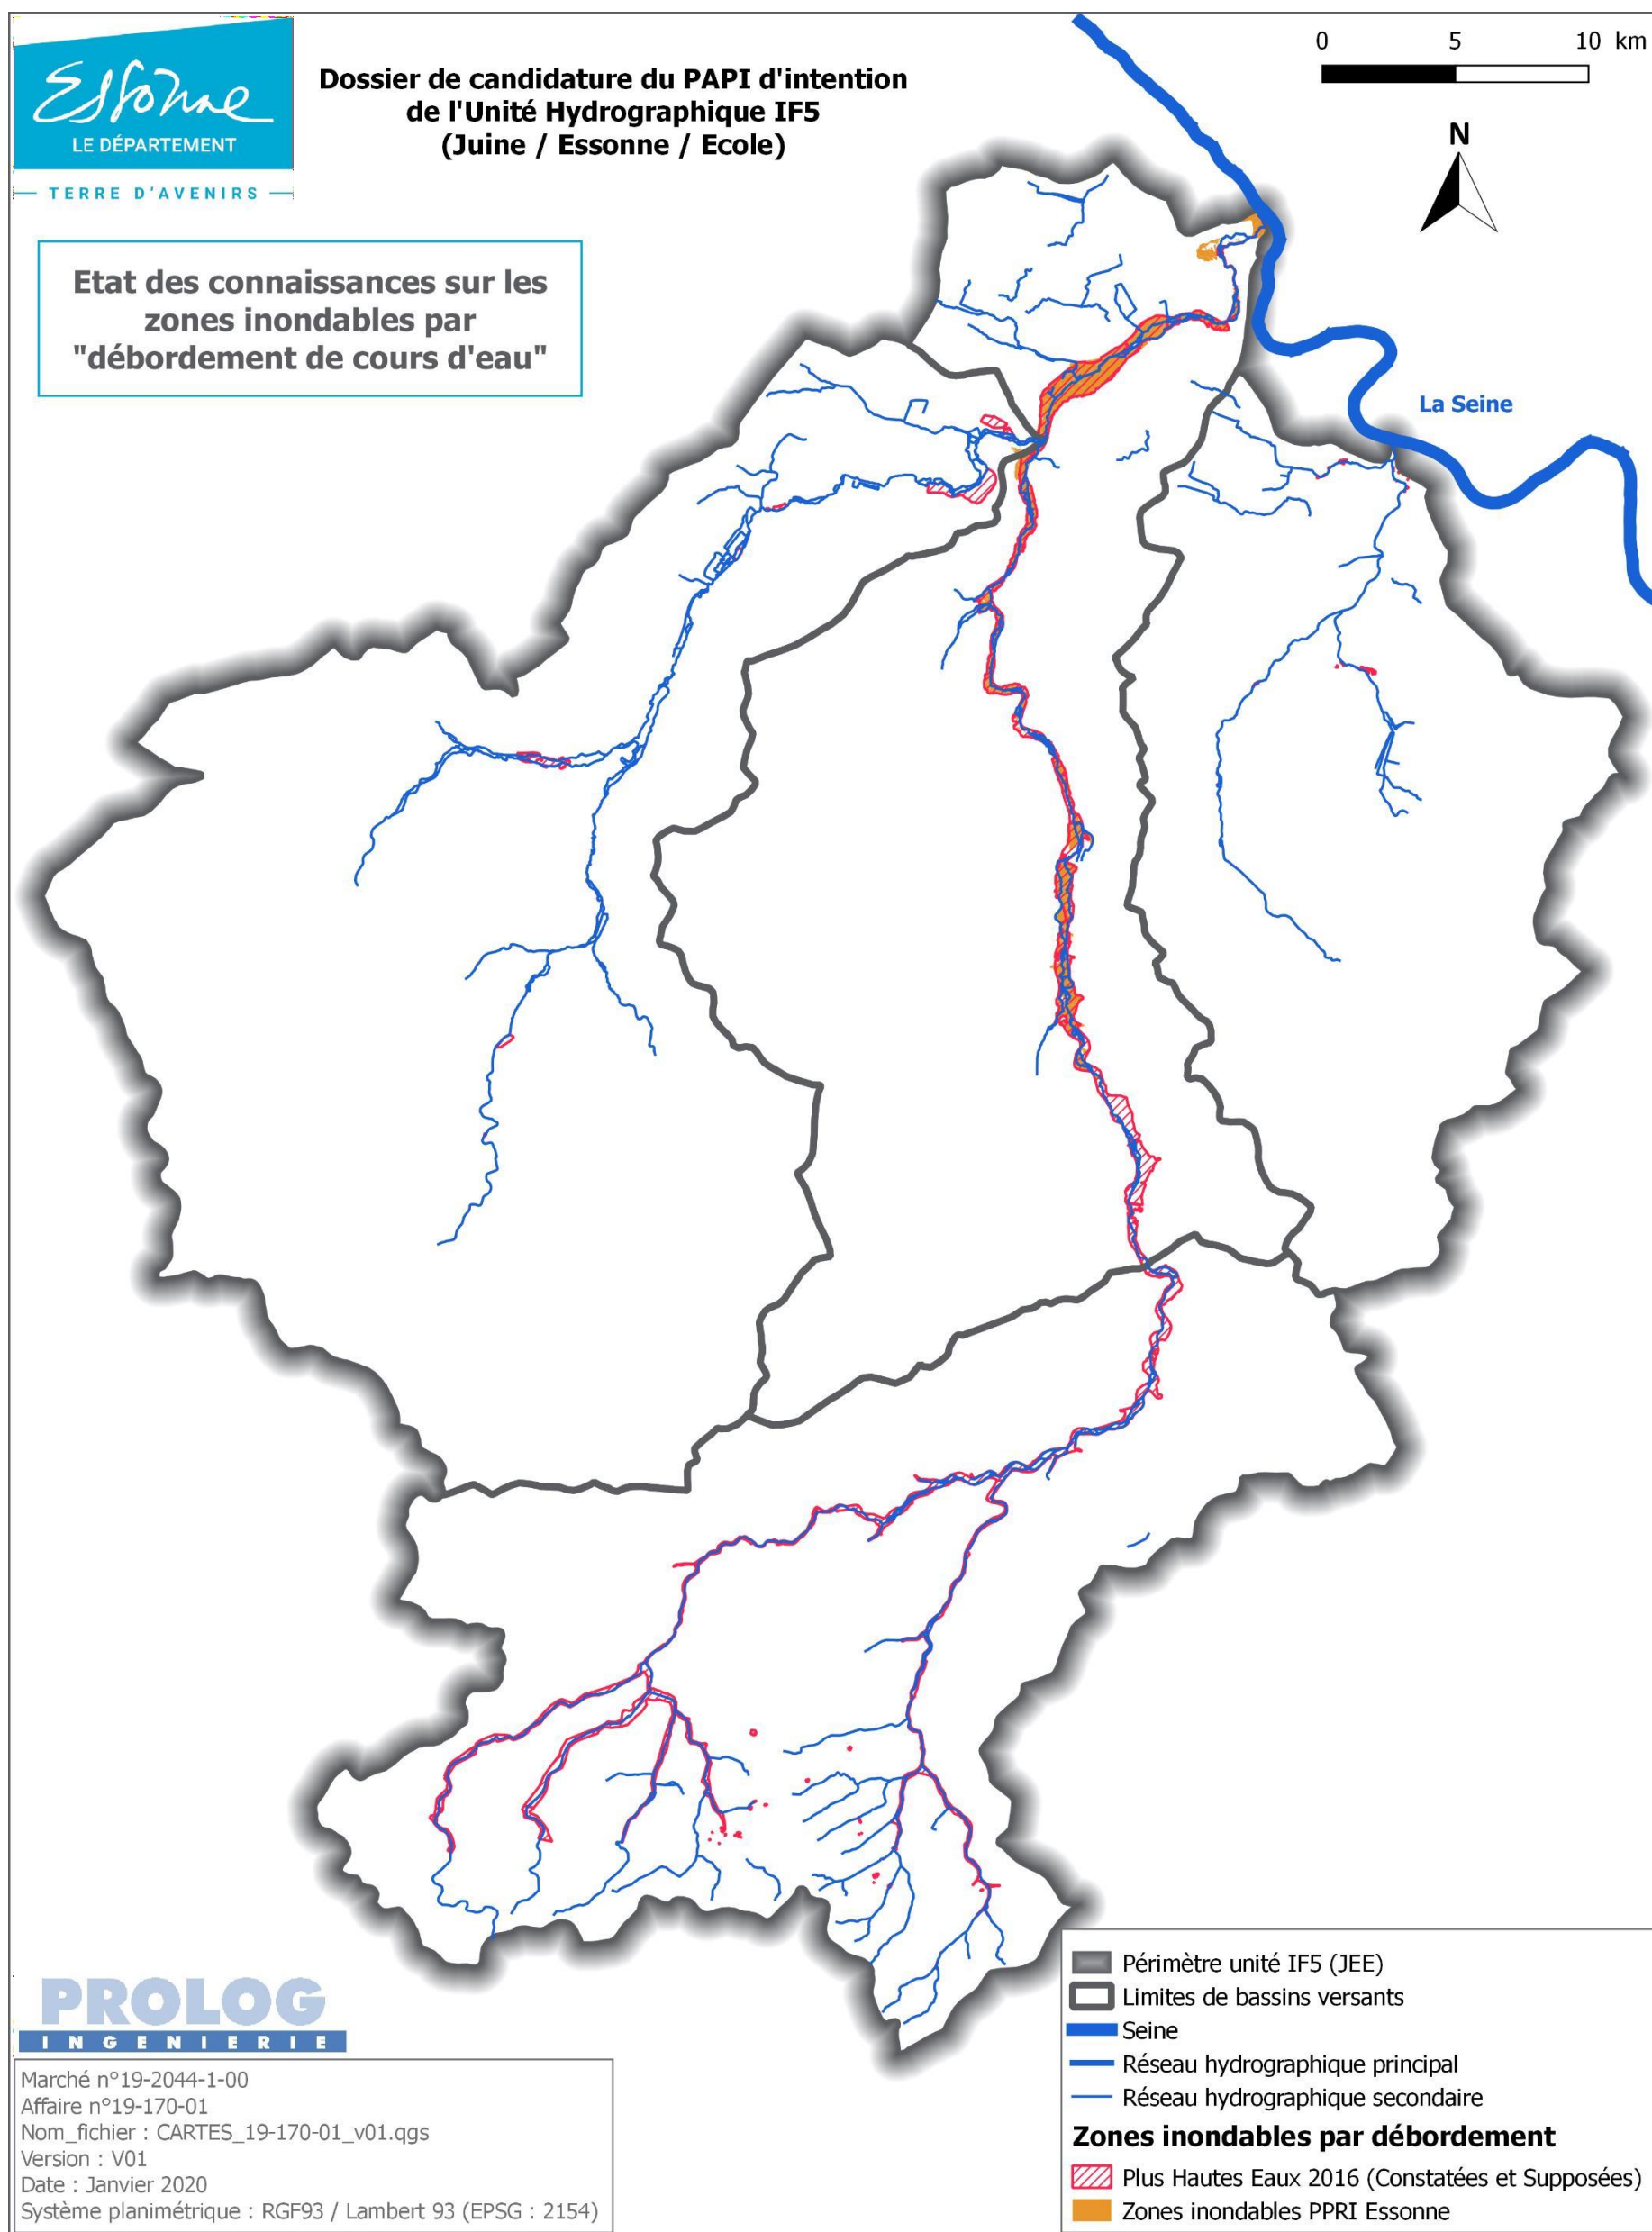 Essonne
LE DÉPARTEMENT
TERRE D'AVENIRS
Dossier de candidature du PAPI d'intention
de l'Unité Hydrographique IF5
(Juine / Essonne / Ecole)
0 5 10 km
N
Etat des connaissances sur les
zones inondables par
"débordement de cours d'eau"
La Seine
PROLOG
INGENIERIE
Marché n°19-2044-1-00
Affaire n°19-170-01
Nom_fichier : CARTES_19-170-01_v01.qgs
Version : V01
Date : Janvier 2020
Système planimétrique : RGF93 / Lambert 93 (EPSG : 2154)
Périmètre unité IF5 (JEE)
Limites de bassins versants
Seine
Réseau hydrographique principal
Réseau hydrographique secondaire
Zones inondables par débordement
Plus Hautes Eaux 2016 (Constatées et Supposées)
Zones inondables PPRI Essonne